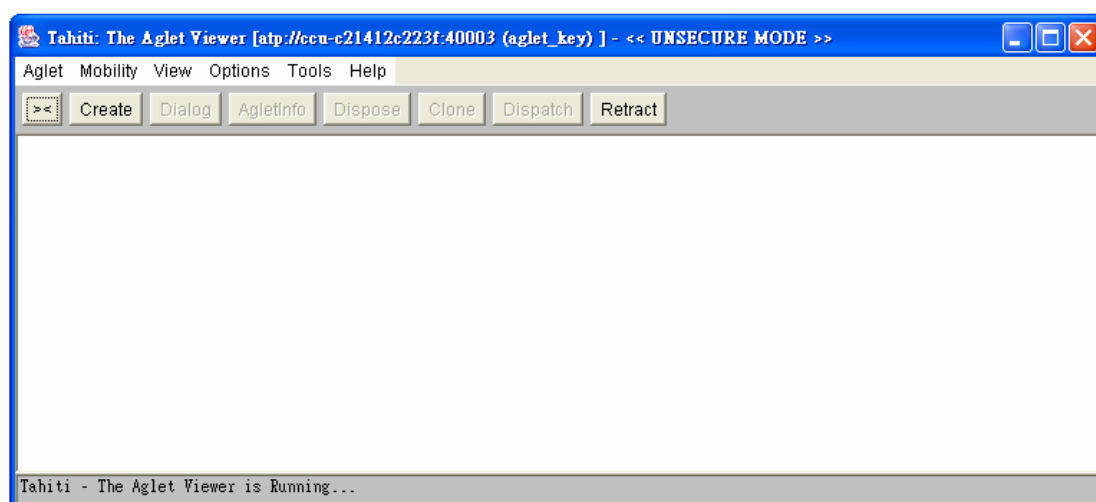 Tahiti: The Aglet Viewer [atp://ccu-c21412c223f:40003 (aglet_key) ] - << UNSECURE MODE >>
Aglet Mobility View Options Tools Help
>< Create Dialog AgletInfo Dispose Clone Dispatch Retract
Tahiti - The Aglet Viewer is Running...